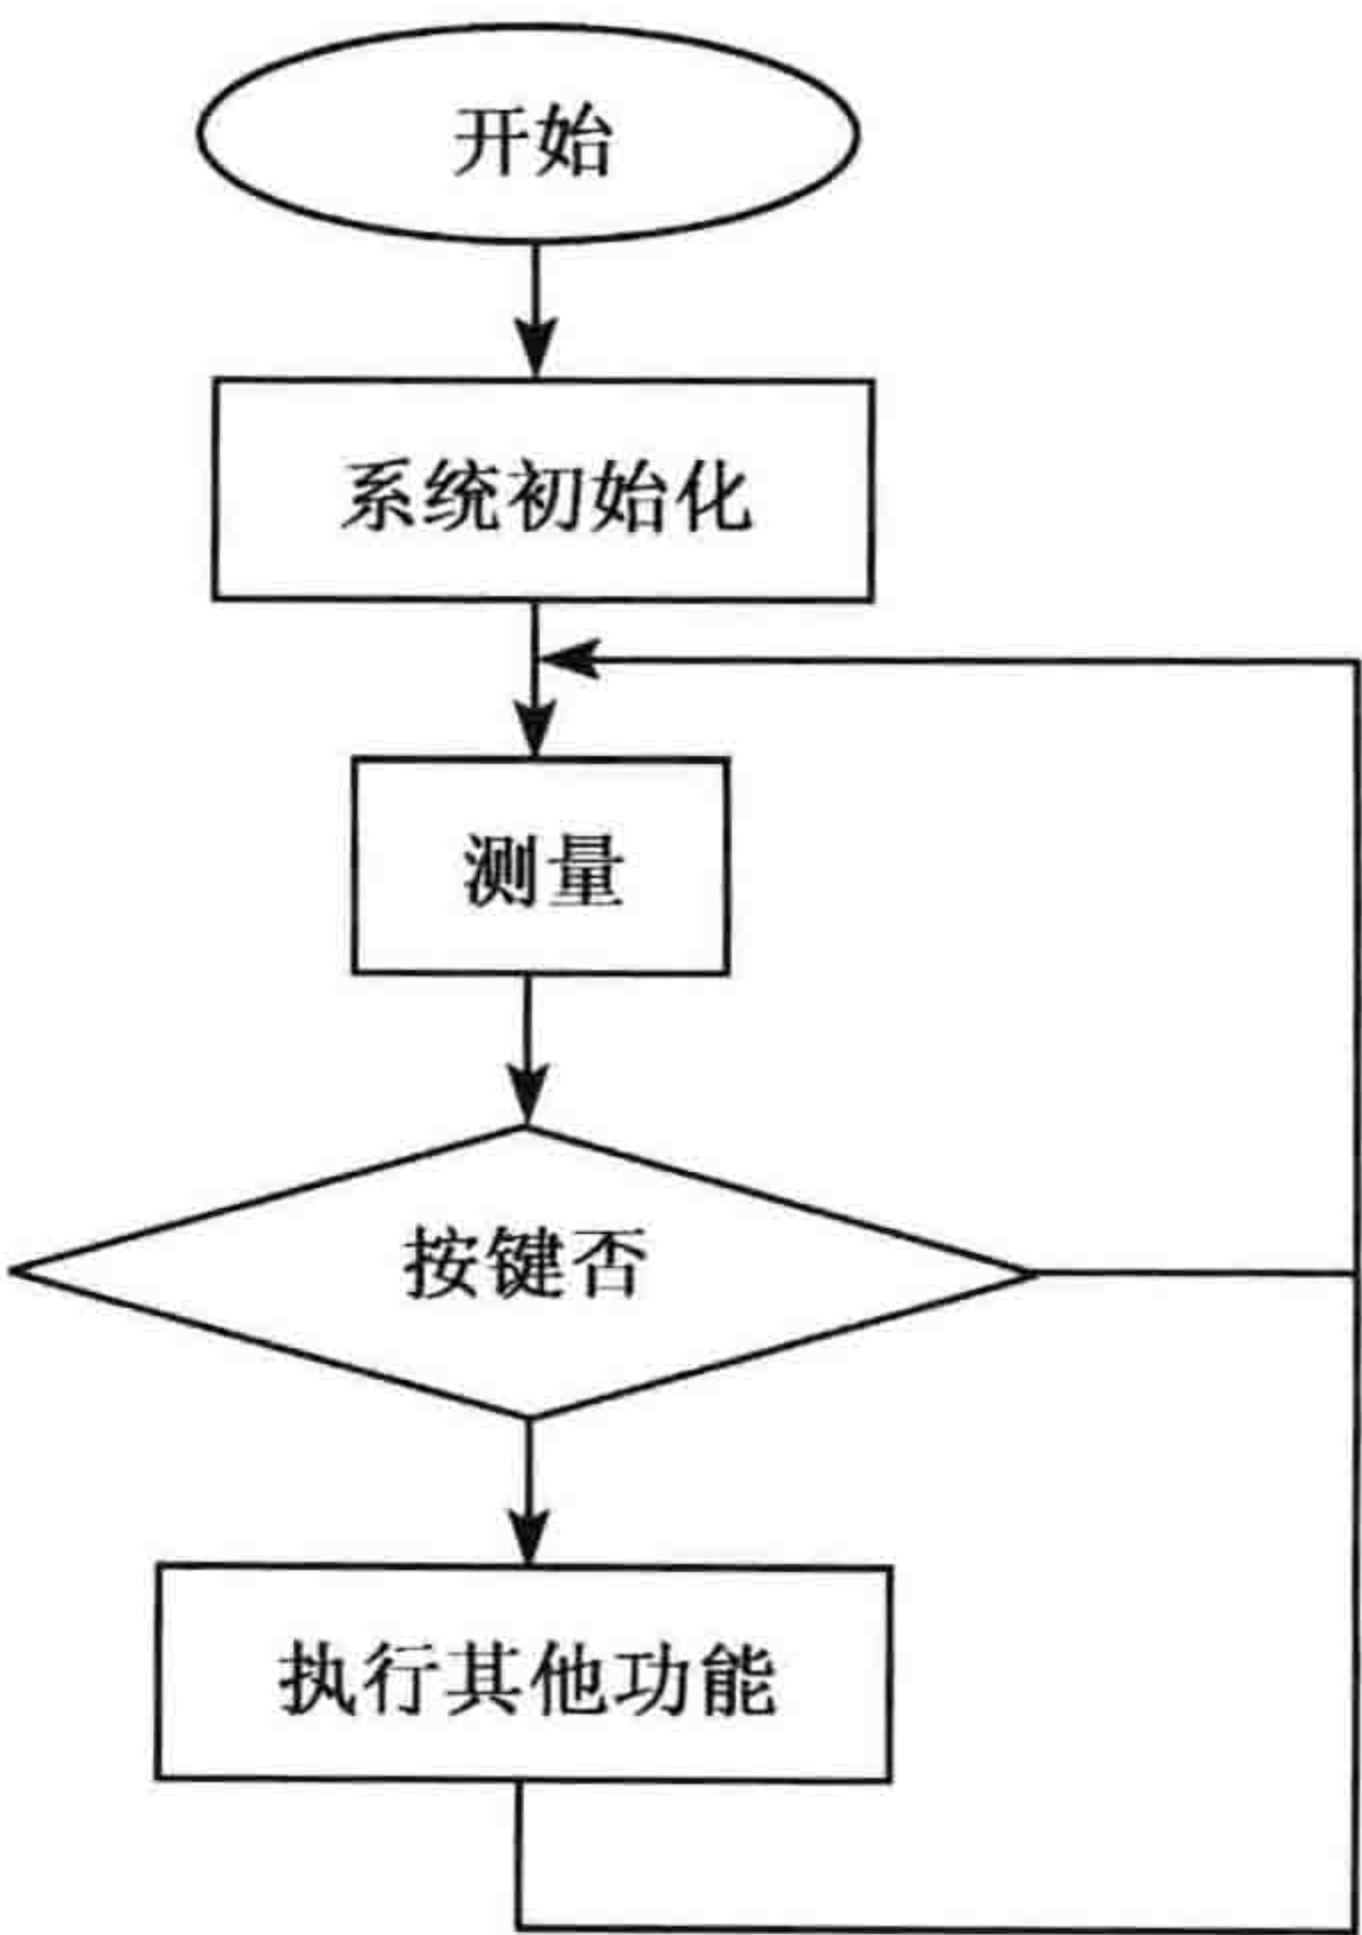 开始
系统初始化
测量
按键否
执行其他功能